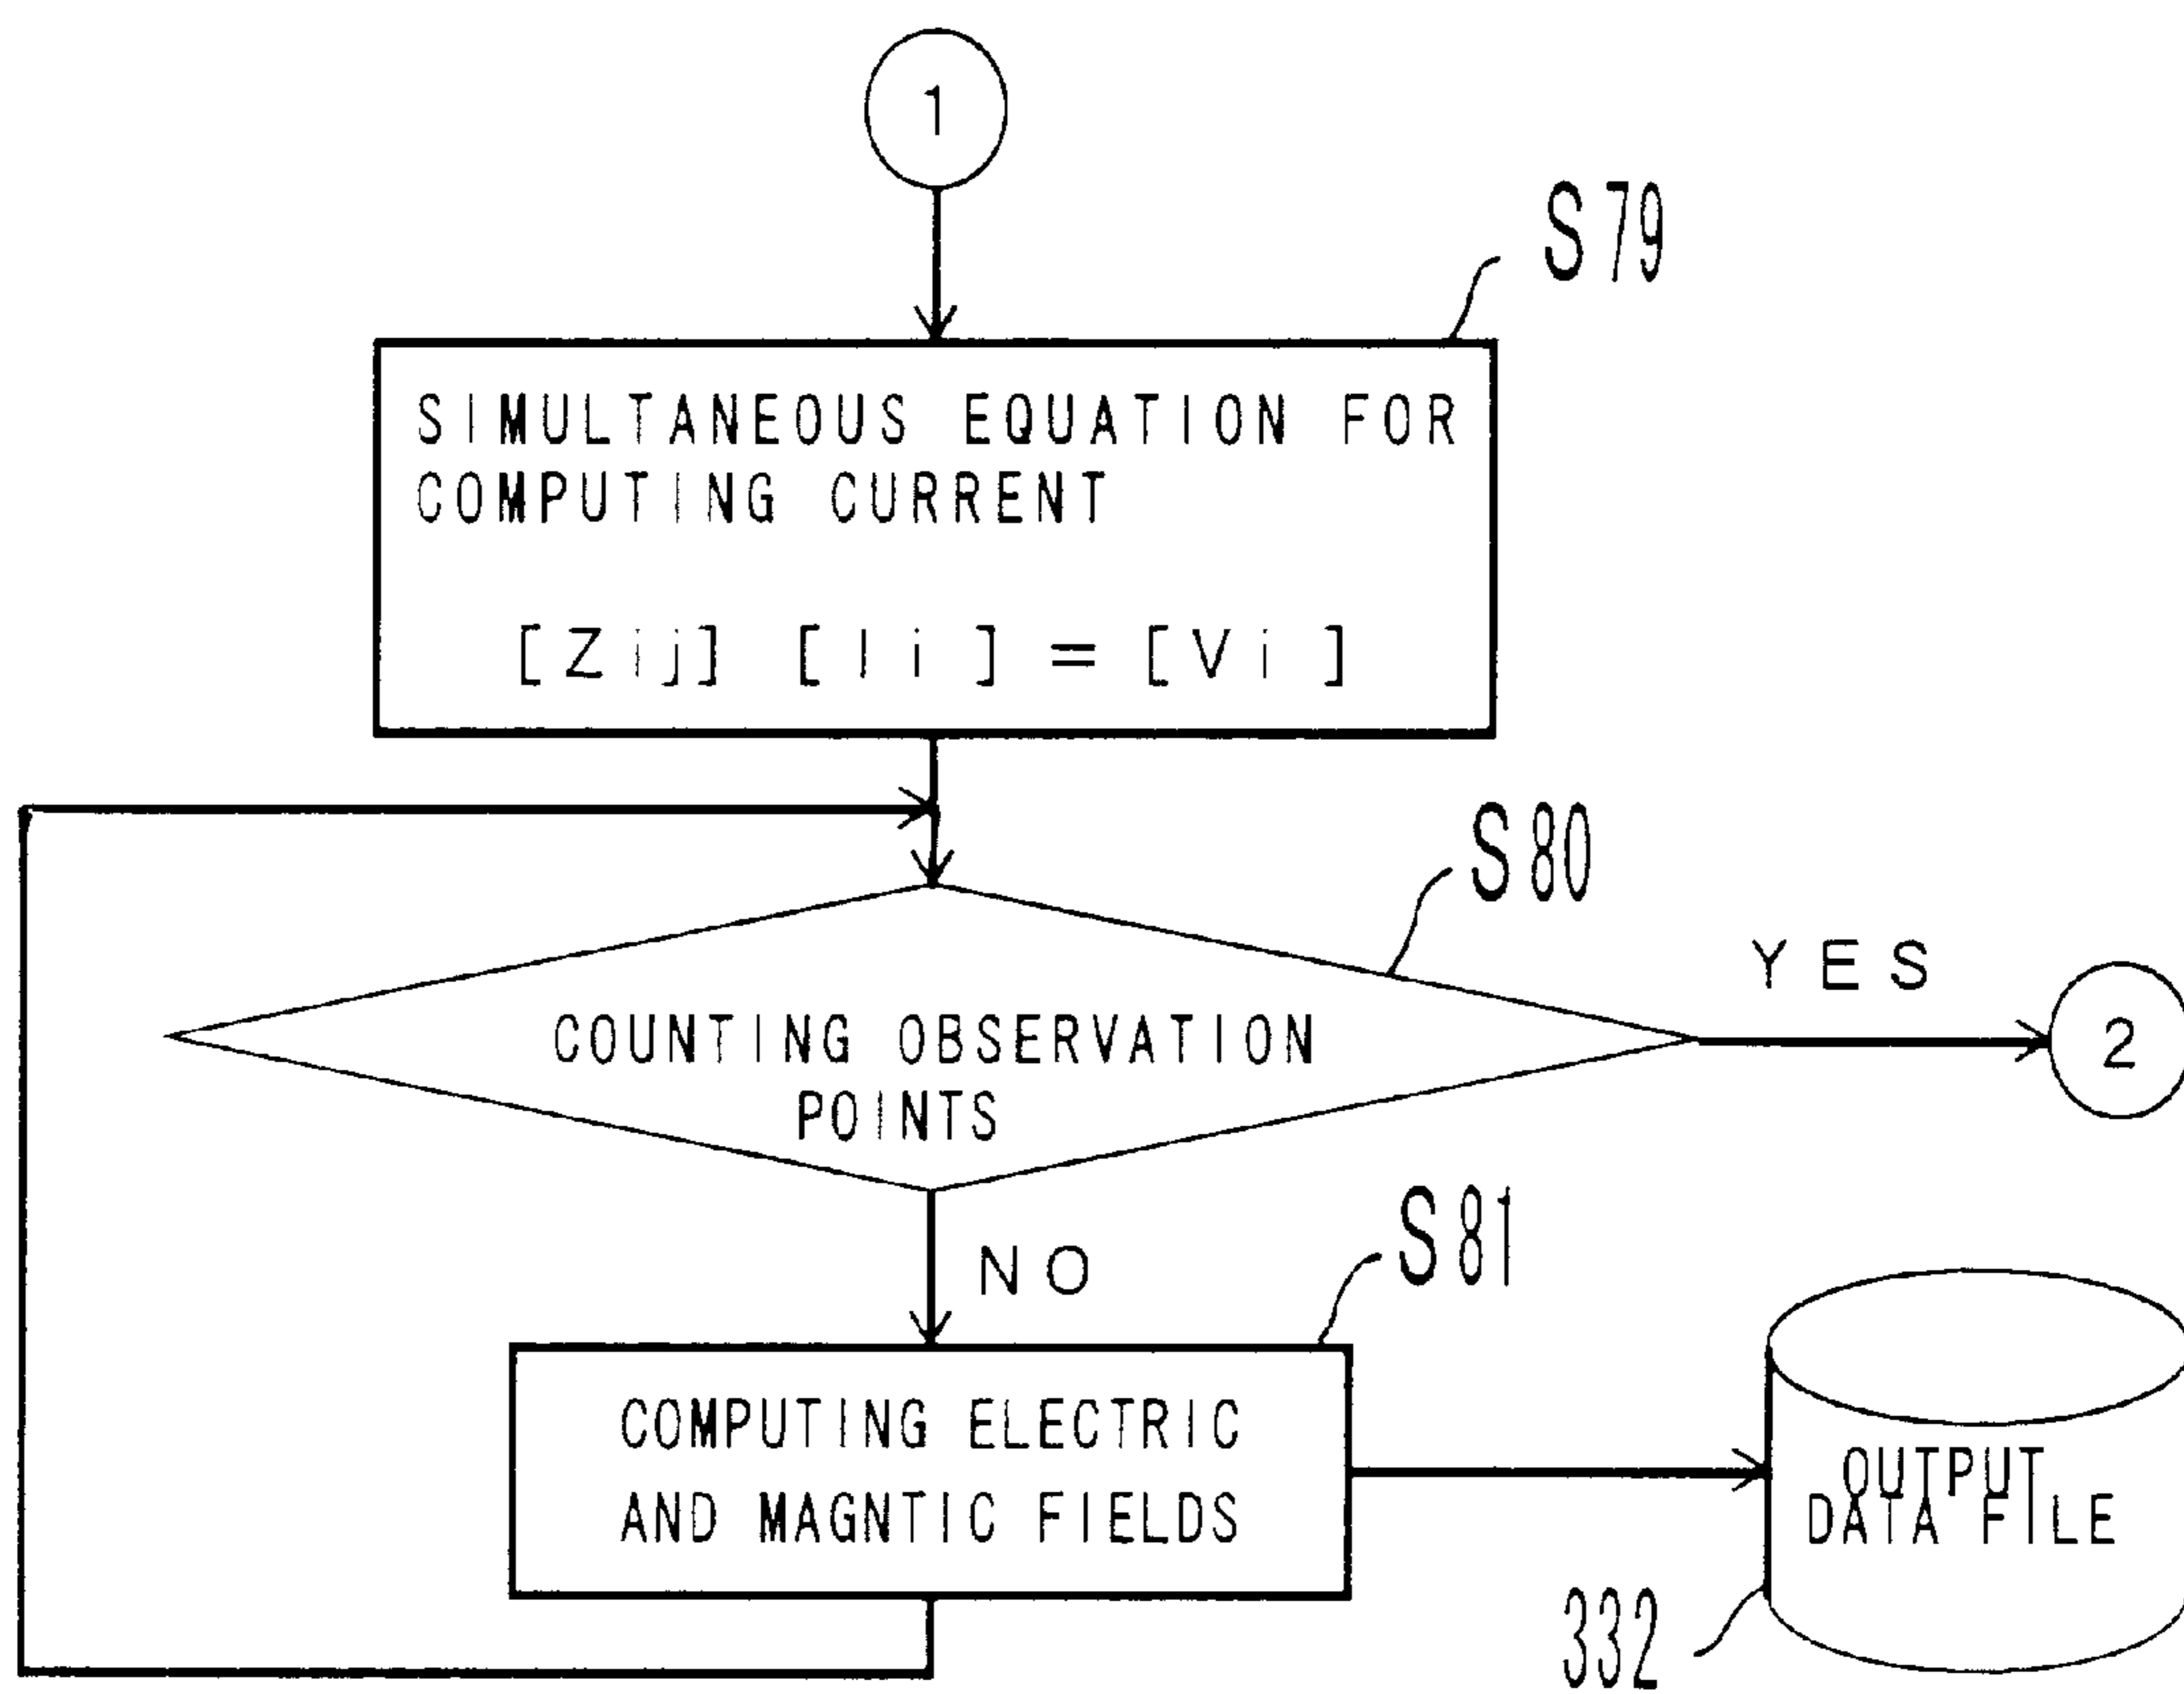 1
S79
SIMULTANEOUS EQUATION FOR
COMPUTING CURRENT
[Zij] [Ii] = [Vi]
S80
YES
COUNTING OBSERVATION
POINTS
2
S81
NO
COMPUTING ELECTRIC
AND MAGNTIC FIELDS
OUTPUT
DATA FILE
332